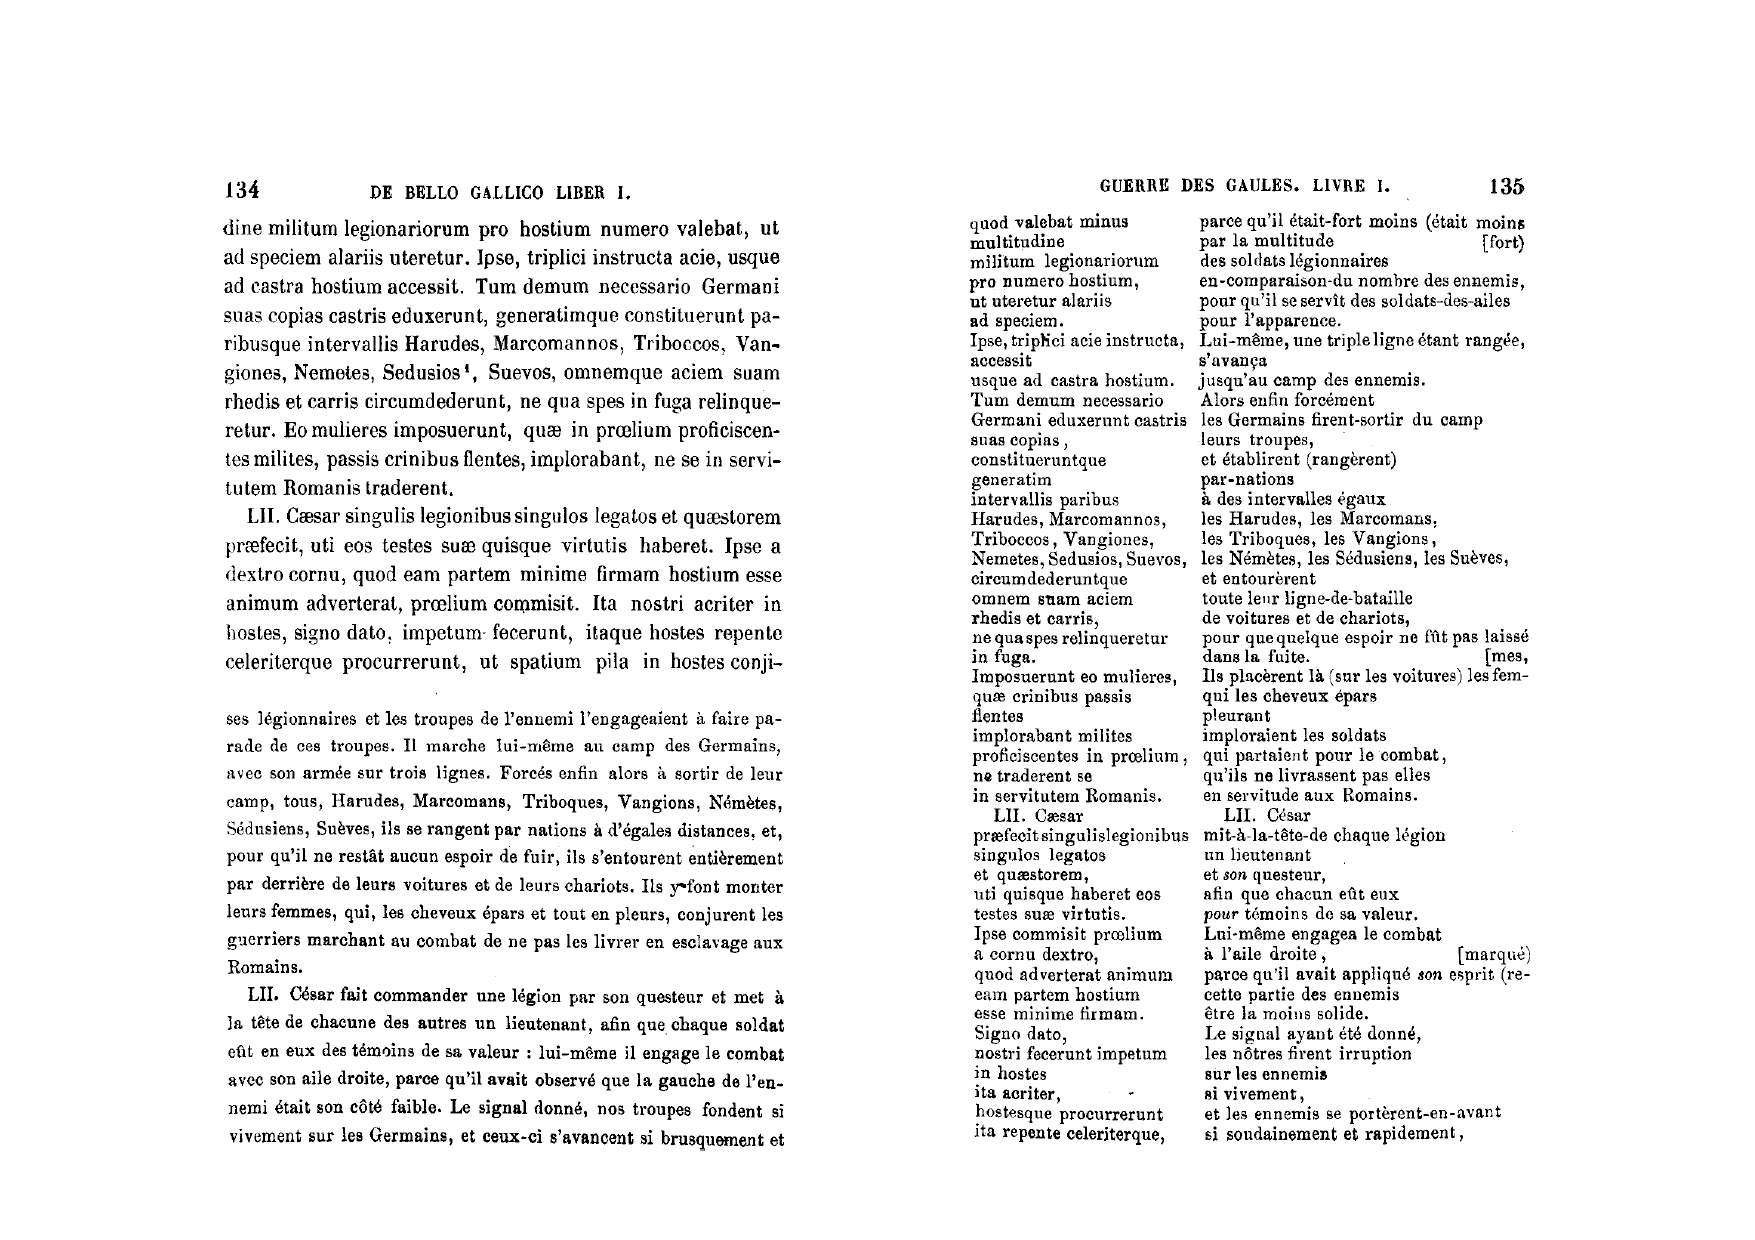 134 DE BELLO GALLICO LIBER I.
dine militum legionariorum pro hostium numero valebat, ut
ad speciem alariis uteretur. Ipse, triplici instructa acie, usque
ad castra hostium accessit. Tum demum necessario Germani
suas copias castris eduxerunt, generatimque constituerunt pa-
ribusque intervallis Harudes, Marcomannos, Triboccos, Van-
giones, Nemetes, Sedusios¹, Suevos, omnemque aciem suam
rhedis et carris circumdederunt, ne qua spes in fuga relinque-
retur. Eo mulieres imposuerunt, quæ in prœlium proficiscen-
tes milites, passis crinibus flentes, implorabant, ne se in servi-
tutem Romanis traderent.
LII. Cæsar singulis legionibus singulos legatos et quæstorem
præfecit, uti eos testes suæ quisque virtutis haberet. Ipse a
dextro cornu, quod eam partem minime firmam hostium esse
animum adverterat, prœlium commisit. Ita nostri acriter in
hostes, signo dato, impetum fecerunt, itaque hostes repente
celeriterque procurrerunt, ut spatium pila in hostes conji-
ses légionnaires et les troupes de l'ennemi l'engageaient à faire pa-
rade de ces troupes. Il marche lui-même au camp des Germains,
avec son armée sur trois lignes. Forcés enfin alors à sortir de leur
camp, tous, Harudes, Marcomans, Triboques, Vangions, Némètes,
Sédusiens, Suèves, ils se rangent par nations à d'égales distances, et,
pour qu'il ne restât aucun espoir de fuir, ils s'entourent entièrement
par derrière de leurs voitures et de leurs chariots. Ils y font monter
leurs femmes, qui, les cheveux épars et tout en pleurs, conjurent les
guerriers marchant au combat de ne pas les livrer en esclavage aux
Romains.
LII. César fait commander une légion par son questeur et met à
la tête de chacune des autres un lieutenant, afin que chaque soldat
eût en eux des témoins de sa valeur : lui-même il engage le combat
avec son aile droite, parce qu'il avait observé que la gauche de l'en-
nemi était son côté faible. Le signal donné, nos troupes fondent si
vivement sur les Germains, et ceux-ci s'avancent si brusquement et
GUERRE DES GAULES. LIVRE I. 135
quod valebat minus parce qu'il était-fort moins (était moins
multitudine par la multitude [fort)
militum legionariorum des soldats légionnaires
pro numero hostium, en-comparaison-du nombre des ennemis,
ut uteretur alariis pour qu'il se servît des soldats-des-ailes
ad speciem. pour l'apparence.
Ipse, triplici acie instructa, Lui-même, une triple ligne étant rangée,
accessit s'avança
usque ad castra hostium. jusqu'au camp des ennemis.
Tum demum necessario Alors enfin forcément
Germani eduxerunt castris les Germains firent-sortir du camp
suas copias, leurs troupes,
constitueruntque et établirent (rangèrent)
generatim par-nations
intervallis paribus à des intervalles égaux
Harudes, Marcomannos, les Harudes, les Marcomans,
Triboccos, Vangiones, les Triboques, les Vangions,
Nemetes, Sedusios, Suevos, les Némètes, les Sédusiens, les Suèves,
circumdederuntque et entourèrent
omnem suam aciem toute leur ligne-de-bataille
rhedis et carris, de voitures et de chariots,
ne qua spes relinqueretur pour que quelque espoir ne fût pas laissé
in fuga. dans la fuite. [mes,
Imposuerunt eo mulieres, Ils placèrent là (sur les voitures) les fem-
quæ crinibus passis qui les cheveux épars
flentes pleurant
implorabant milites imploraient les soldats
proficiscentes in prœlium, qui partaient pour le combat,
ne traderent se qu'ils ne livrassent pas elles
in servitutem Romanis. en servitude aux Romains.
LII. Cæsar LII. César
præfecit singulis legionibus mit-à-la-tête-de chaque légion
singulos legatos un lieutenant
et quæstorem, et son questeur,
uti quisque haberet eos afin que chacun eût eux
testes suæ virtutis. pour témoins de sa valeur.
Ipse commisit prœlium Lui-même engagea le combat
a cornu dextro, à l'aile droite, [marqué)
quod adverterat animum parce qu'il avait appliqué son esprit (re-
eam partem hostium cette partie des ennemis
esse minime firmam. être la moins solide.
Signo dato, Le signal ayant été donné,
nostri fecerunt impetum les nôtres firent irruption
in hostes sur les ennemis
ita acriter, si vivement,
hostesque procurrerunt et les ennemis se portèrent-en-avant
ita repente celeriterque, si soudainement et rapidement,